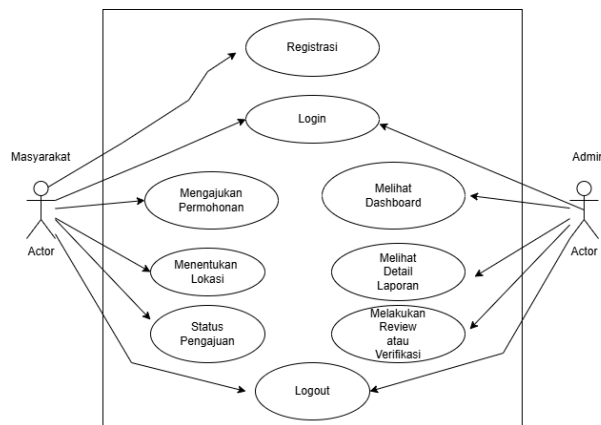 Registrasi
Login
Masyarakat
Admin
Mengajukan
Permohonan
Melihat
Dashboard
Actor
Actor
Menentukan
Lokasi
Melihat
Detail
Laporan
Status
Pengajuan
Melakukan
Review
atau
Verifikasi
Logout